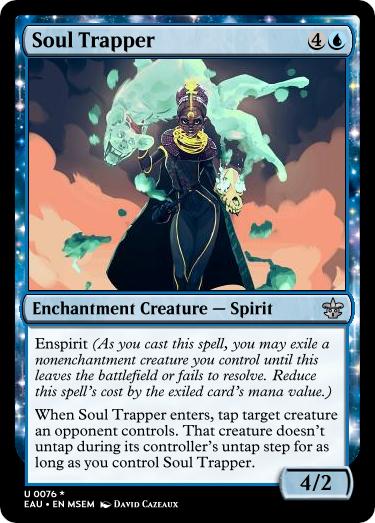 Soul Trapper 4
Enchantment Creature — Spirit
Enspirit (As you cast this spell, you may exile a
nonenchantment creature you control until this
leaves the battlefield or fails to resolve. Reduce
this spell's cost by the exiled card's mana value.)
When Soul Trapper enters, tap target creature
an opponent controls. That creature doesn't
untap during its controller's untap step for as
long as you control Soul Trapper.
4/2
U 0076 *
EAU • EN MSEM David Cazeaux